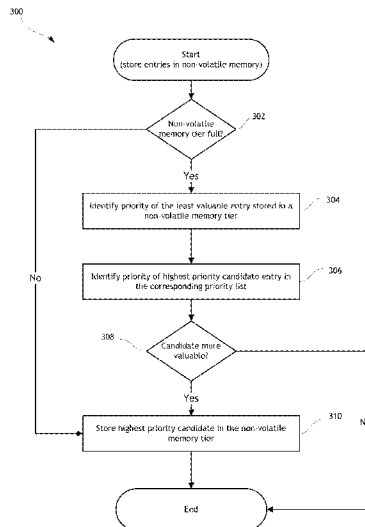 300
Start
(store entries in non-volatile memory)
Non-volatile
memory tier full?
302
Yes
Identify priority of the least valuable entry stored in a
non-volatile memory tier
304
Identify priority of highest priority candidate entry in
the corresponding priority list
306
No
308
Candidate more
valuable?
Yes
Store highest priority candidate in the non-volatile
memory tier
310
N
End